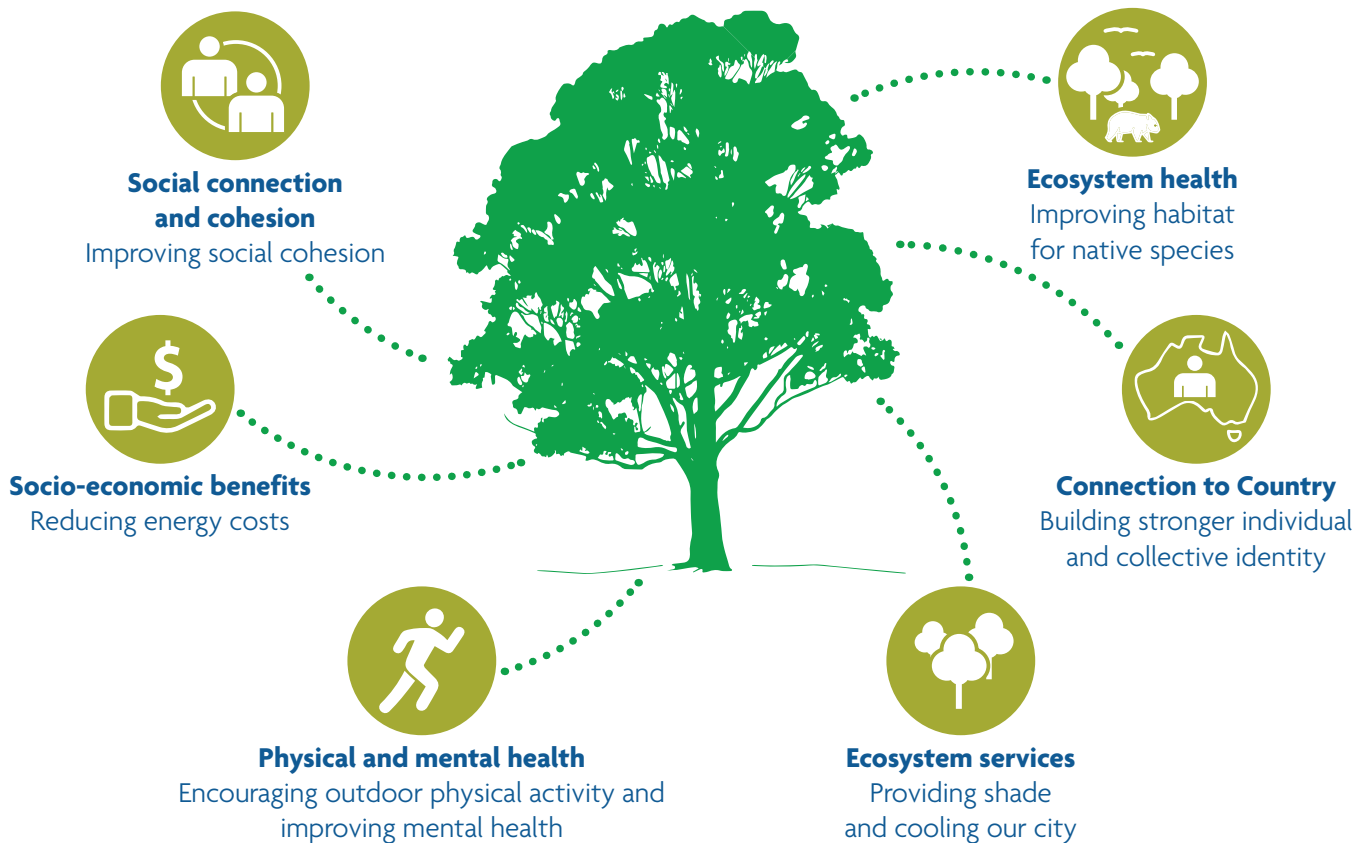 Social connection
and cohesion
Improving social cohesion
Ecosystem health
Improving habitat
for native species
$
Socio-economic benefits
Reducing energy costs
Connection to Country
Building stronger individual
and collective identity
Physical and mental health
Encouraging outdoor physical activity and
improving mental health
Ecosystem services
Providing shade
and cooling our city